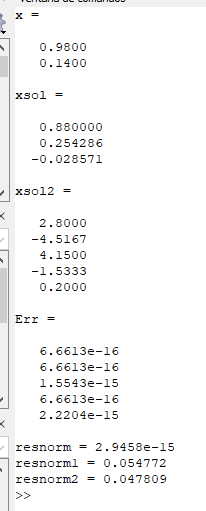 Ventana de comandos
x =
0.9800
0.1400
xsol =
0.880000
0.254286
-0.028571
xsol2 =
2.8000
-4.5167
4.1500
-1.5333
0.2000
Err =
6.6613e-16
6.6613e-16
1.5543e-15
6.6613e-16
2.2204e-15
resnorm = 2.9458e-15
resnorm1 = 0.054772
resnorm2 = 0.047809
>>